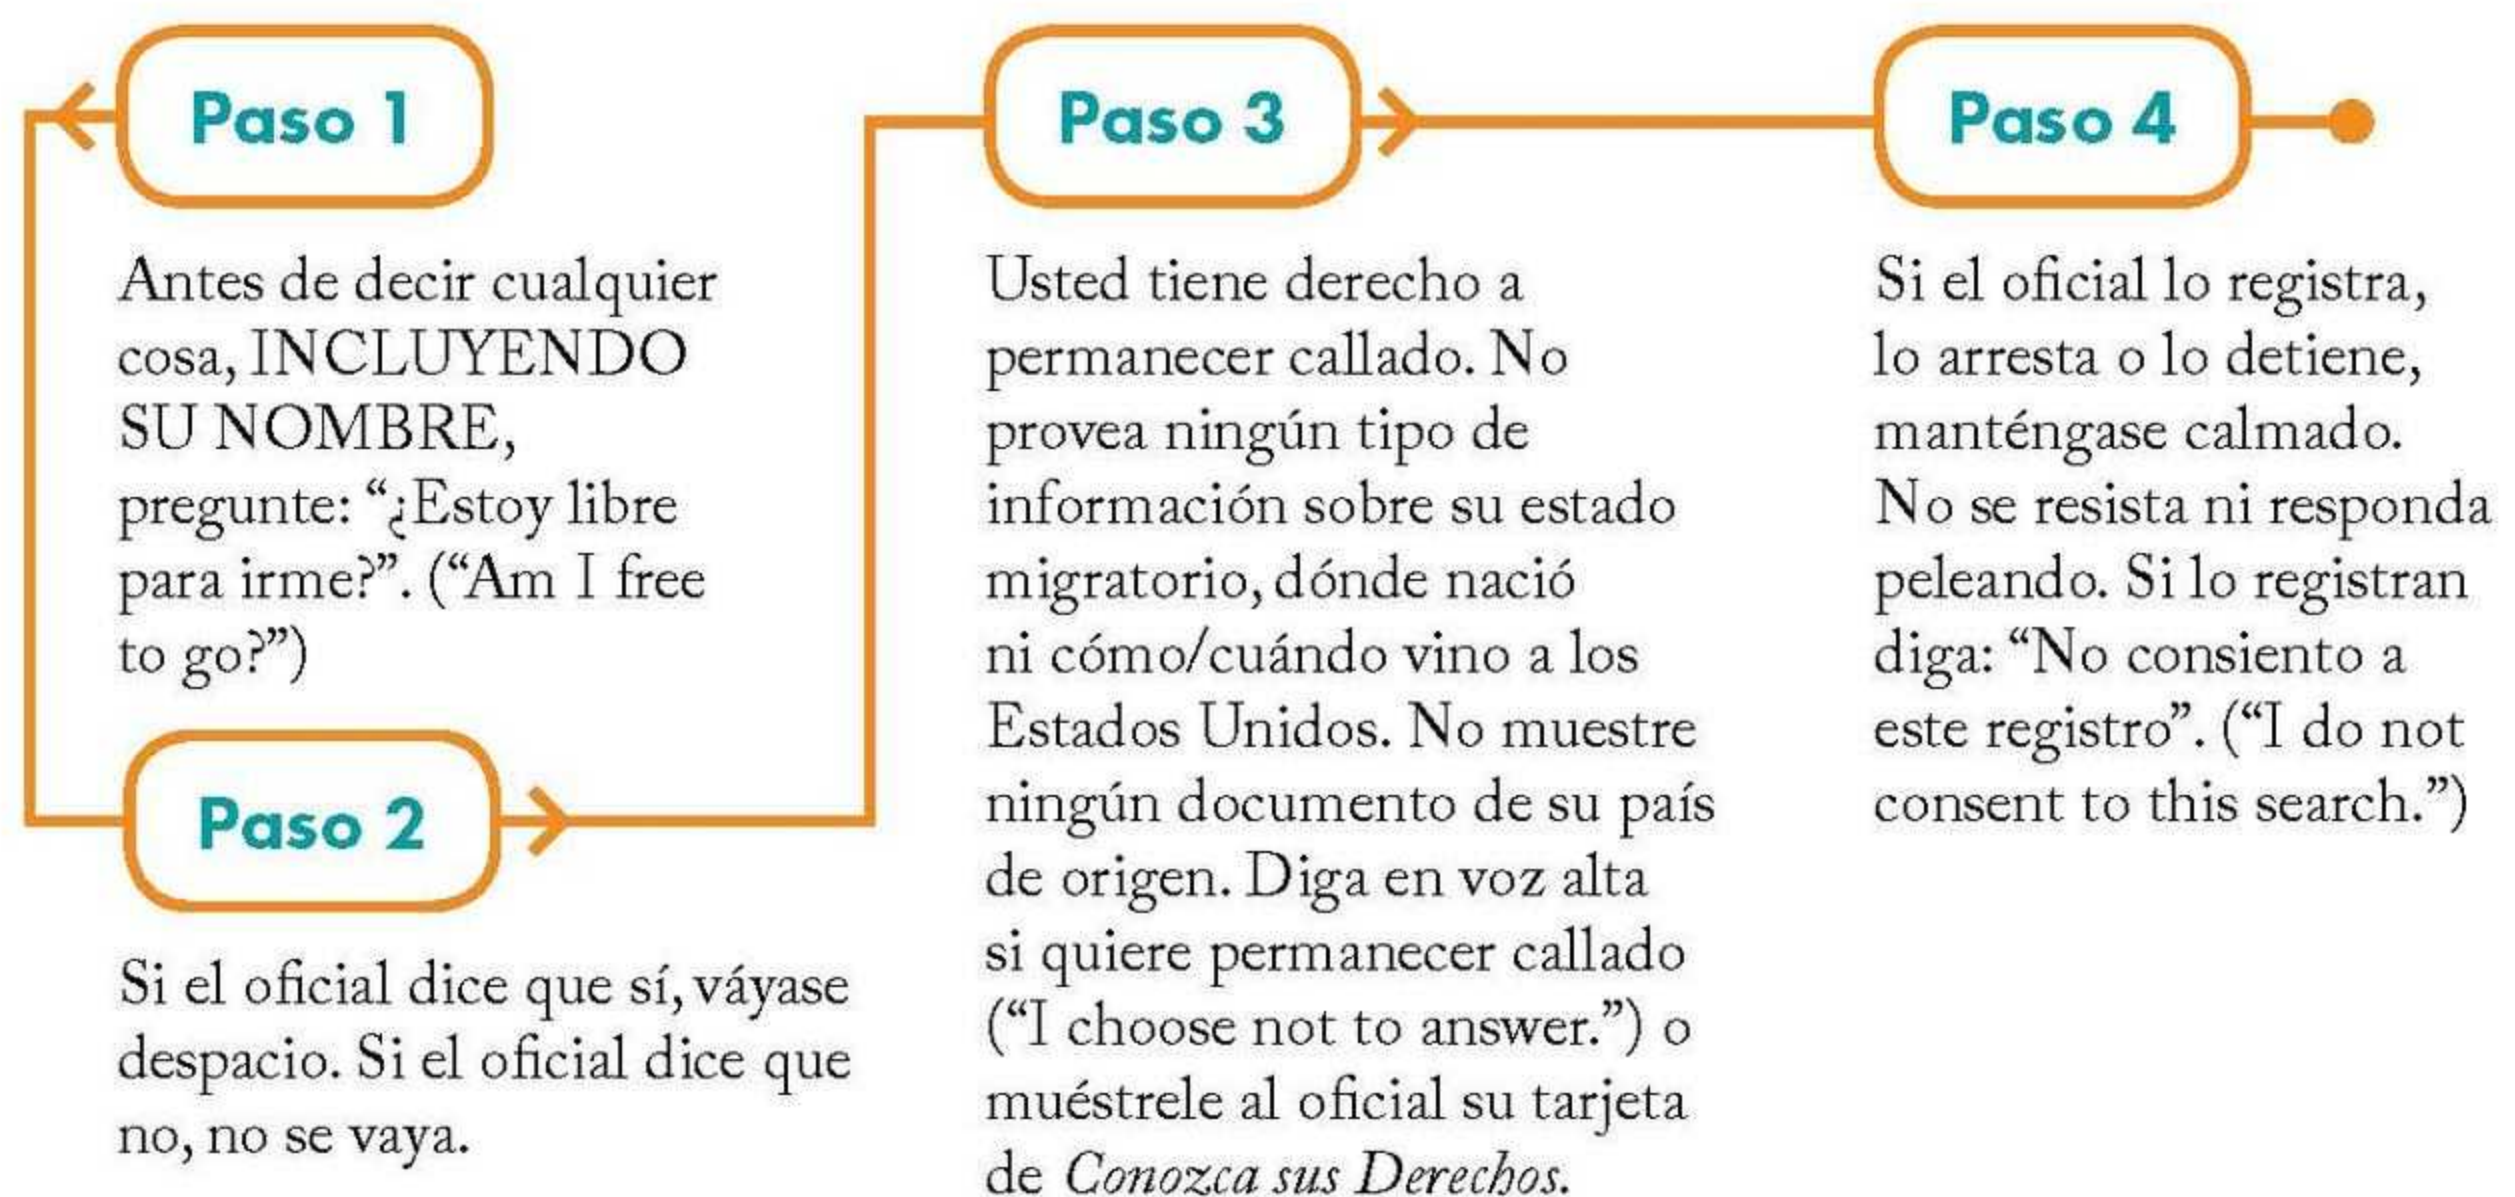 Paso 1
Antes de decir cualquier
cosa, INCLUYENDO
SU NOMBRE,
pregunte: “¿Estoy libre
para irme?”. (“Am I free
to go?”)
Paso 2
Si el oficial dice que sí, váyase
despacio. Si el oficial dice que
no, no se vaya.
Paso 3
Usted tiene derecho a
permanecer callado. No
provea ningún tipo de
información sobre su estado
migratorio, dónde nació
ni cómo/cuándo vino a los
Estados Unidos. No muestre
ningún documento de su país
de origen. Diga en voz alta
si quiere permanecer callado
(“I choose not to answer.”) o
muéstrele al oficial su tarjeta
de Conozca sus Derechos.
Paso 4
Si el oficial lo registra,
lo arresta o lo detiene,
manténgase calmado.
No se resista ni responda
peleando. Si lo registran
diga: “No consiento a
este registro”. (“I do not
consent to this search.”)